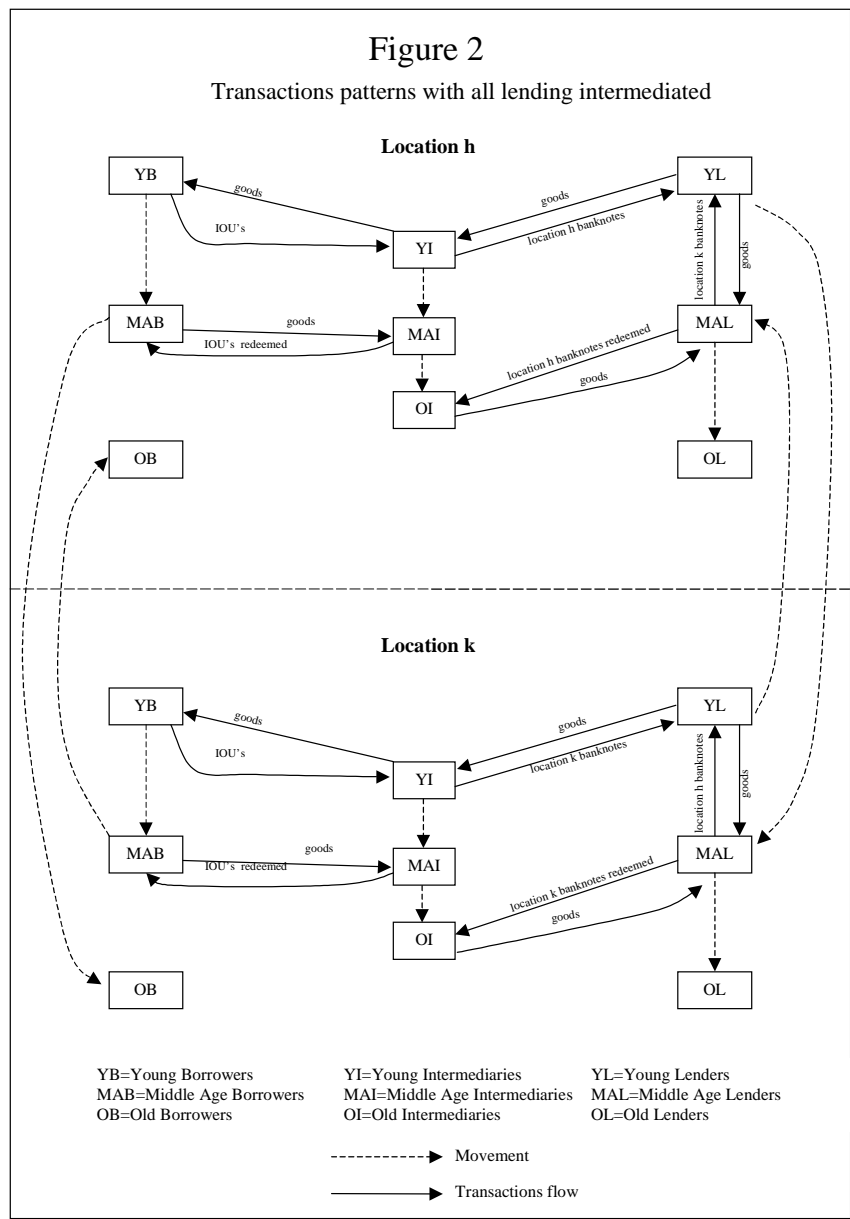 Figure 2
Transactions patterns with all lending intermediated
Location h
YB
YL
goods
goods
IOU's
location h banknotes
YI
location k banknotes
goods
MAB
goods
MAI
MAL
IOU's redeemed
location h banknotes redeemed
goods
OI
OB
OL
Location k
YB
YL
goods
goods
IOU's
location k banknotes
YI
location h banknotes
goods
MAB
goods
MAI
MAL
IOU's redeemed
location k banknotes redeemed
goods
OI
OB
OL
YB=Young Borrowers
YI=Young Intermediaries
YL=Young Lenders
MAB=Middle Age Borrowers
MAI=Middle Age Intermediaries
MAL=Middle Age Lenders
OB=Old Borrowers
OI=Old Intermediaries
OL=Old Lenders
Movement
Transactions flow